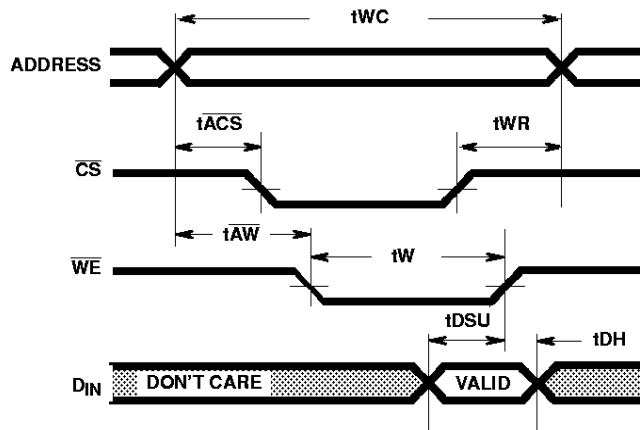 tWC
ADDRESS
tACS
tWR
CS
tAW
tW
WE
tDSU
tDH
DIN
DON'T CARE
VALID